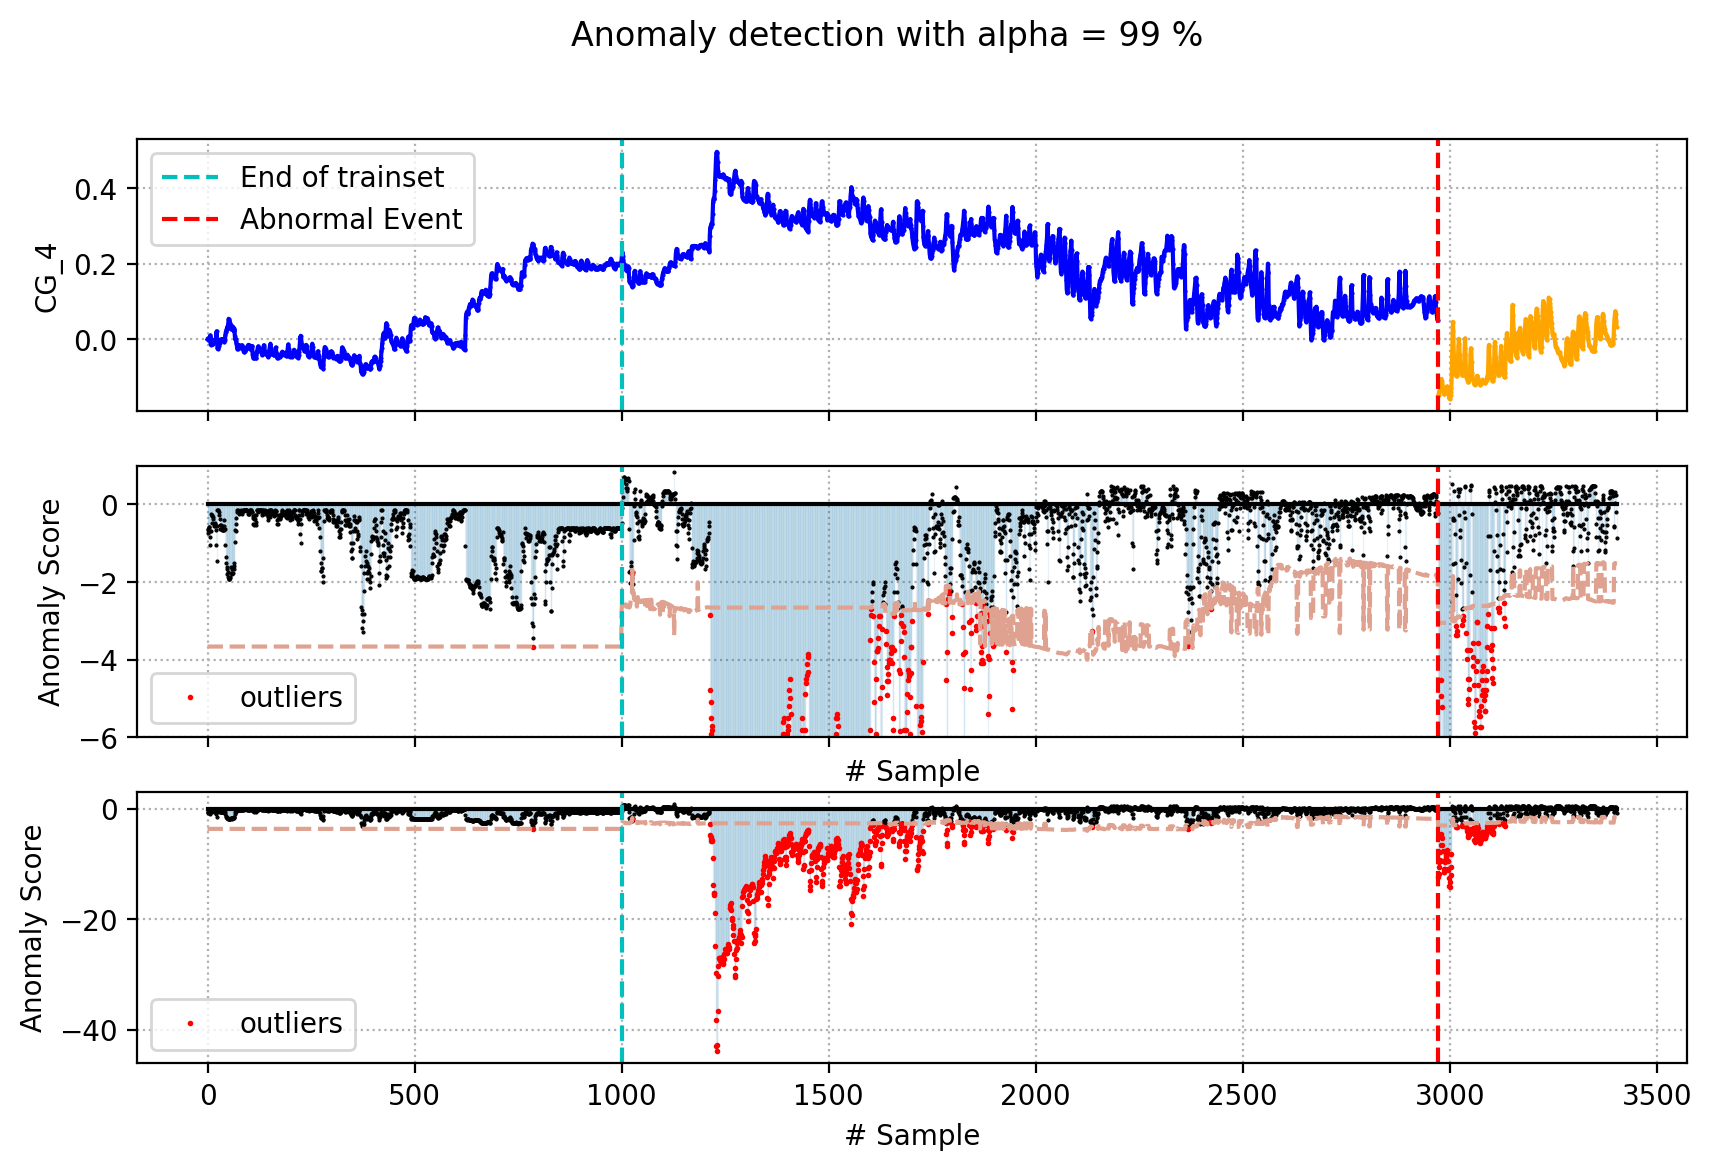 Anomaly detection with alpha = 99 %
End of trainset
Abnormal Event
CG_4
0.4
0.2
0.0
Anomaly Score
0
−2
−4
−6
outliers
# Sample
Anomaly Score
0
−20
−40
outliers
0 500 1000 1500 2000 2500 3000 3500
# Sample